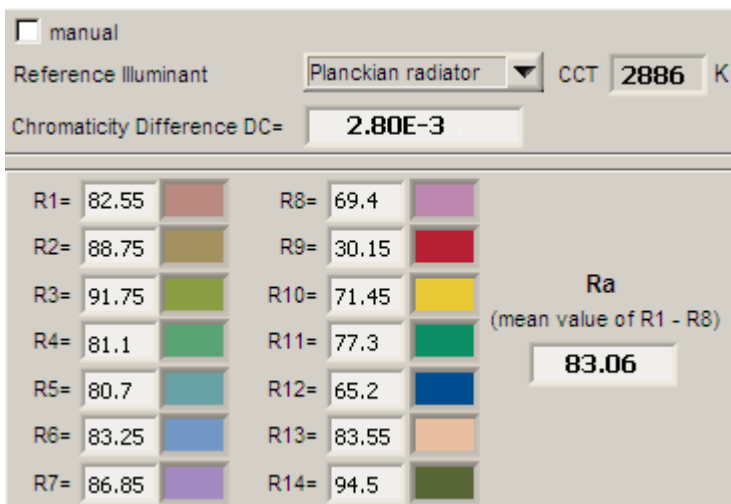 manual
Reference Illuminant Planckian radiator CCT 2886 K
Chromaticity Difference DC= 2.80E-3
R1= 82.55 R8= 69.4
R2= 88.75 R9= 30.15
R3= 91.75 R10= 71.45
R4= 81.1 R11= 77.3
R5= 80.7 R12= 65.2
R6= 83.25 R13= 83.55
R7= 86.85 R14= 94.5
Ra
(mean value of R1 - R8)
83.06